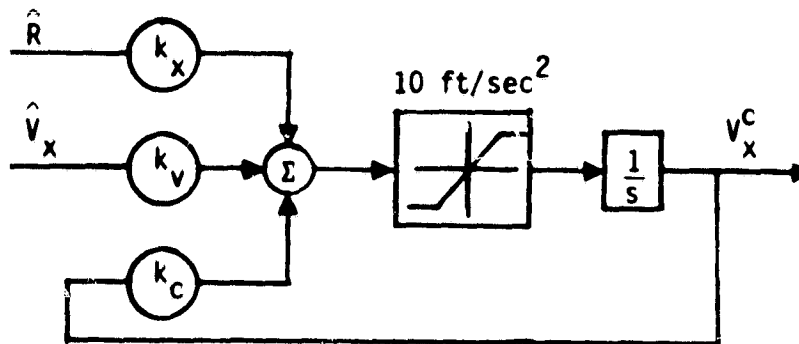 R̂
k_x
10 ft/sec²
V̂_x
k_v
Σ
1/s
V_x^c
k_c